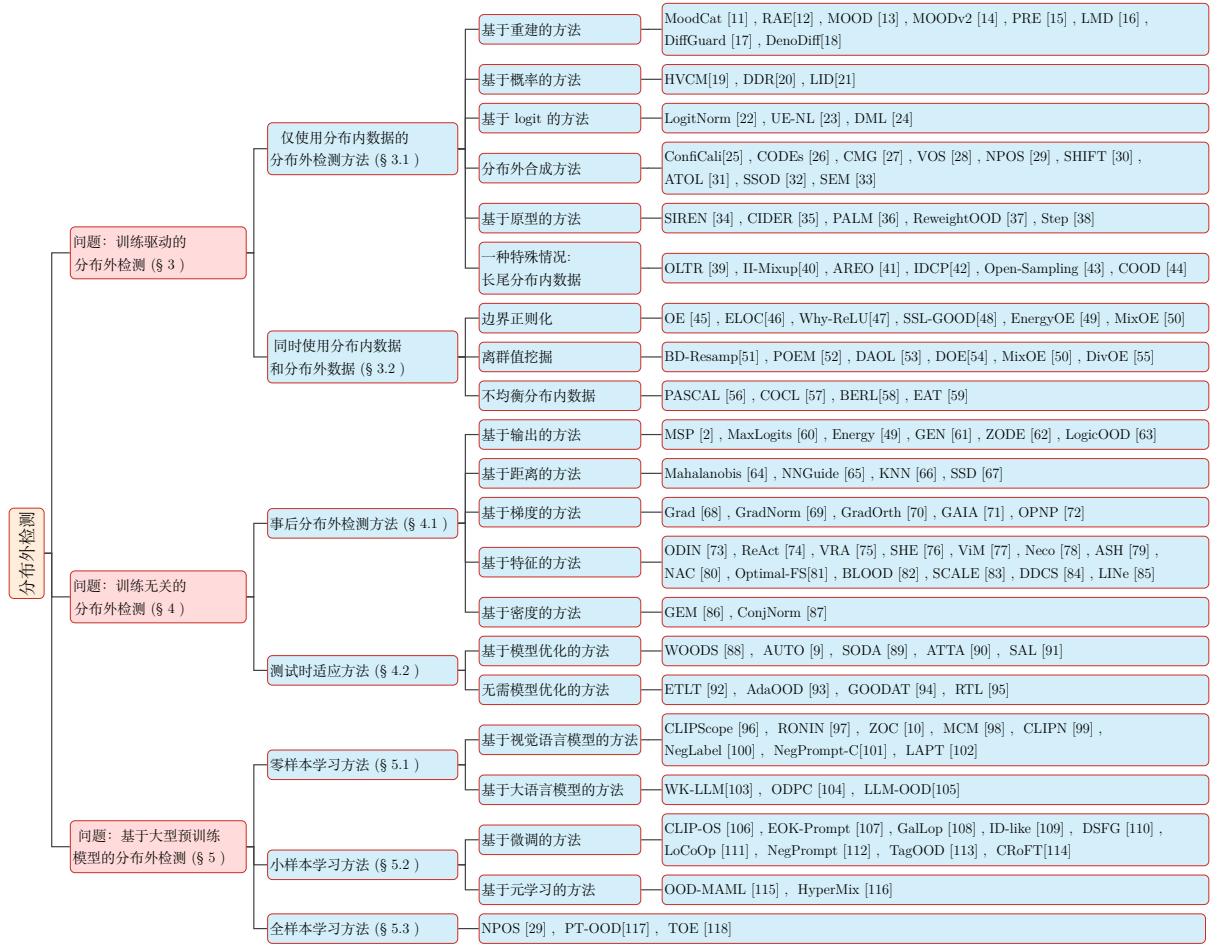 分布外检测
问题：训练驱动的
分布外检测 (§ 3 )
仅使用分布内数据的
分布外检测方法 (§ 3.1 )
基于重建的方法
MoodCat [11] , RAE[12] , MOOD [13] , MOODv2 [14] , PRE [15] , LMD [16] ,
DiffGuard [17] , DenoDiff[18]
基于概率的方法
HVCM[19] , DDR[20] , LID[21]
基于 logit 的方法
LogitNorm [22] , UE-NL [23] , DML [24]
分布外合成方法
ConfiCali[25] , CODEs [26] , CMG [27] , VOS [28] , NPOS [29] , SHIFT [30] ,
ATOL [31] , SSOD [32] , SEM [33]
基于原型的方法
SIREN [34] , CIDER [35] , PALM [36] , ReweightOOD [37] , Step [38]
一种特殊情况:
长尾分布内数据
OLTR [39] , II-Mixup[40] , AREO [41] , IDCP[42] , Open-Sampling [43] , COOD [44]
同时使用分布内数据
和分布外数据 (§ 3.2 )
边界正则化
OE [45] , ELOC[46] , Why-ReLU[47] , SSL-GOOD[48] , EnergyOE [49] , MixOE [50]
离群值挖掘
BD-Resamp[51] , POEM [52] , DAOL [53] , DOE[54] , MixOE [50] , DivOE [55]
不均衡分布内数据
PASCAL [56] , COCL [57] , BERL[58] , EAT [59]
问题：训练无关的
分布外检测 (§ 4 )
事后分布外检测方法 (§ 4.1 )
基于输出的方法
MSP [2] , MaxLogits [60] , Energy [49] , GEN [61] , ZODE [62] , LogicOOD [63]
基于距离的方法
Mahalanobis [64] , NNGuide [65] , KNN [66] , SSD [67]
基于梯度的方法
Grad [68] , GradNorm [69] , GradOrth [70] , GAIA [71] , OPNP [72]
基于特征的方法
ODIN [73] , ReAct [74] , VRA [75] , SHE [76] , ViM [77] , Neco [78] , ASH [79] ,
NAC [80] , Optimal-FS[81] , BLOOD [82] , SCALE [83] , DDCS [84] , LINe [85]
基于密度的方法
GEM [86] , ConjNorm [87]
测试时适应方法 (§ 4.2 )
基于模型优化的方法
WOODS [88] , AUTO [9] , SODA [89] , ATTA [90] , SAL [91]
无需模型优化的方法
ETLT [92] , AdaOOD [93] , GOODAT [94] , RTL [95]
问题：基于大型预训练
模型的分布外检测 (§ 5 )
零样本学习方法 (§ 5.1 )
基于视觉语言模型的方法
CLIPScope [96] , RONIN [97] , ZOC [10] , MCM [98] , CLIPN [99] ,
NegLabel [100] , NegPrompt-C[101] , LAPT [102]
基于大语言模型的方法
WK-LLM[103] , ODPC [104] , LLM-OOD[105]
小样本学习方法 (§ 5.2 )
基于微调的方法
CLIP-OS [106] , EOK-Prompt [107] , GalLop [108] , ID-like [109] , DSFG [110] ,
LoCoOp [111] , NegPrompt [112] , TagOOD [113] , CRoFT[114]
基于元学习的方法
OOD-MAML [115] , HyperMix [116]
全样本学习方法 (§ 5.3 )
NPOS [29] , PT-OOD[117] , TOE [118]